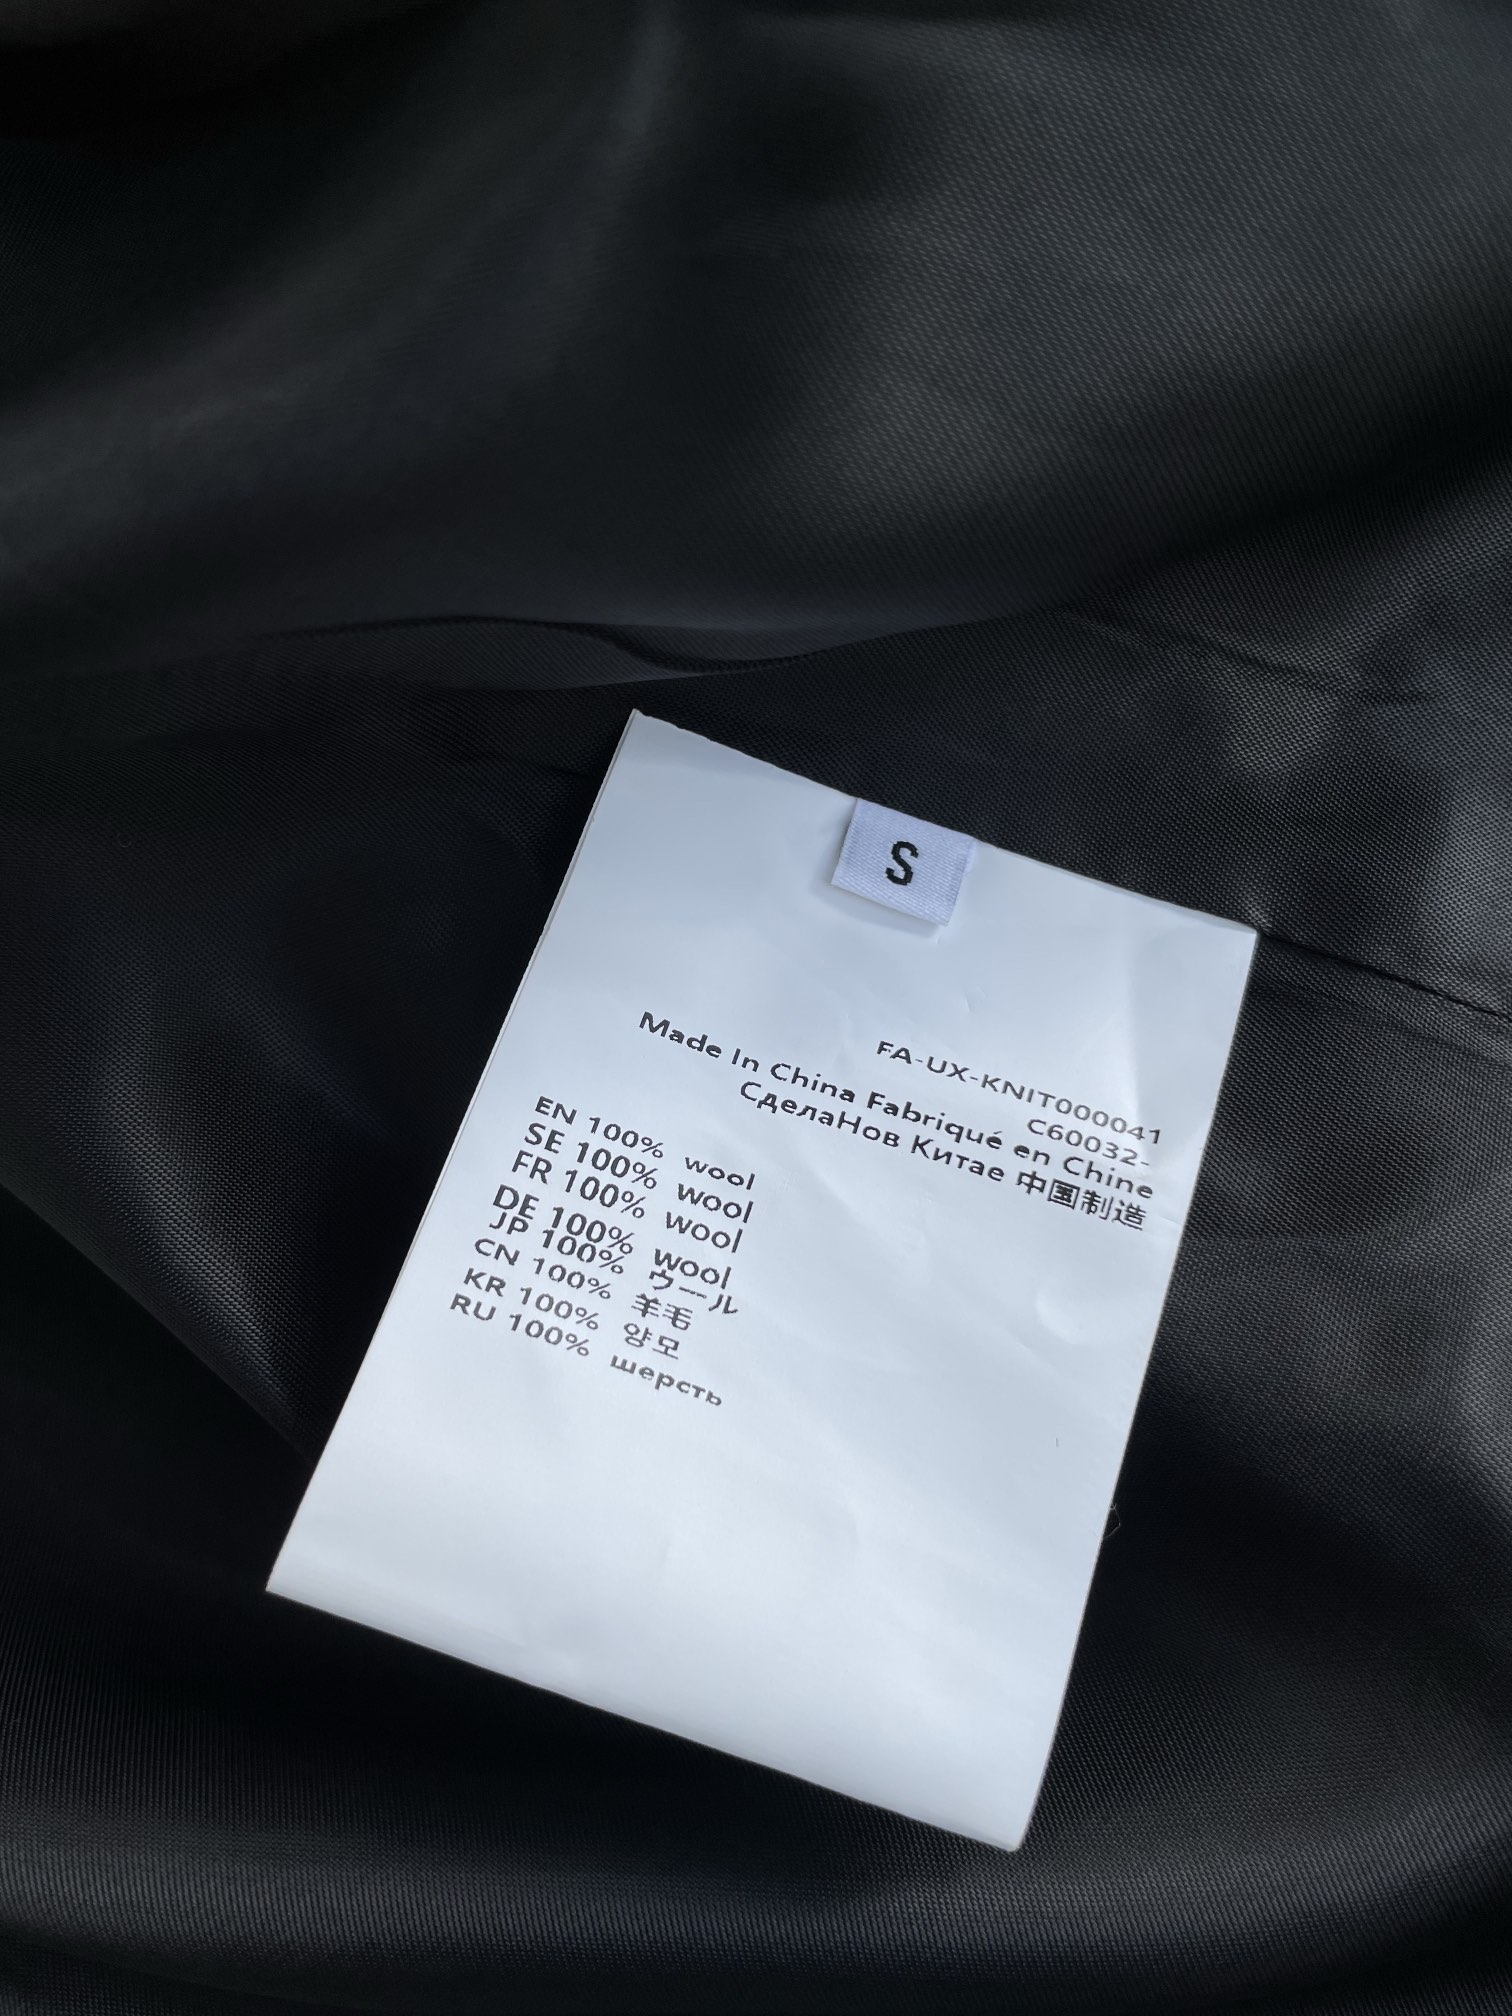 S
FA-UX-KNIT000041
C60032-
Made In China Fabriqué en Chine
СделаНов Китае 中国制造
EN 100% wool
SE 100% wool
FR 100% wool
DE 100% wool
JP 100% ウール
CN 100% 羊毛
KR 100% 양모
RU 100% шерсть